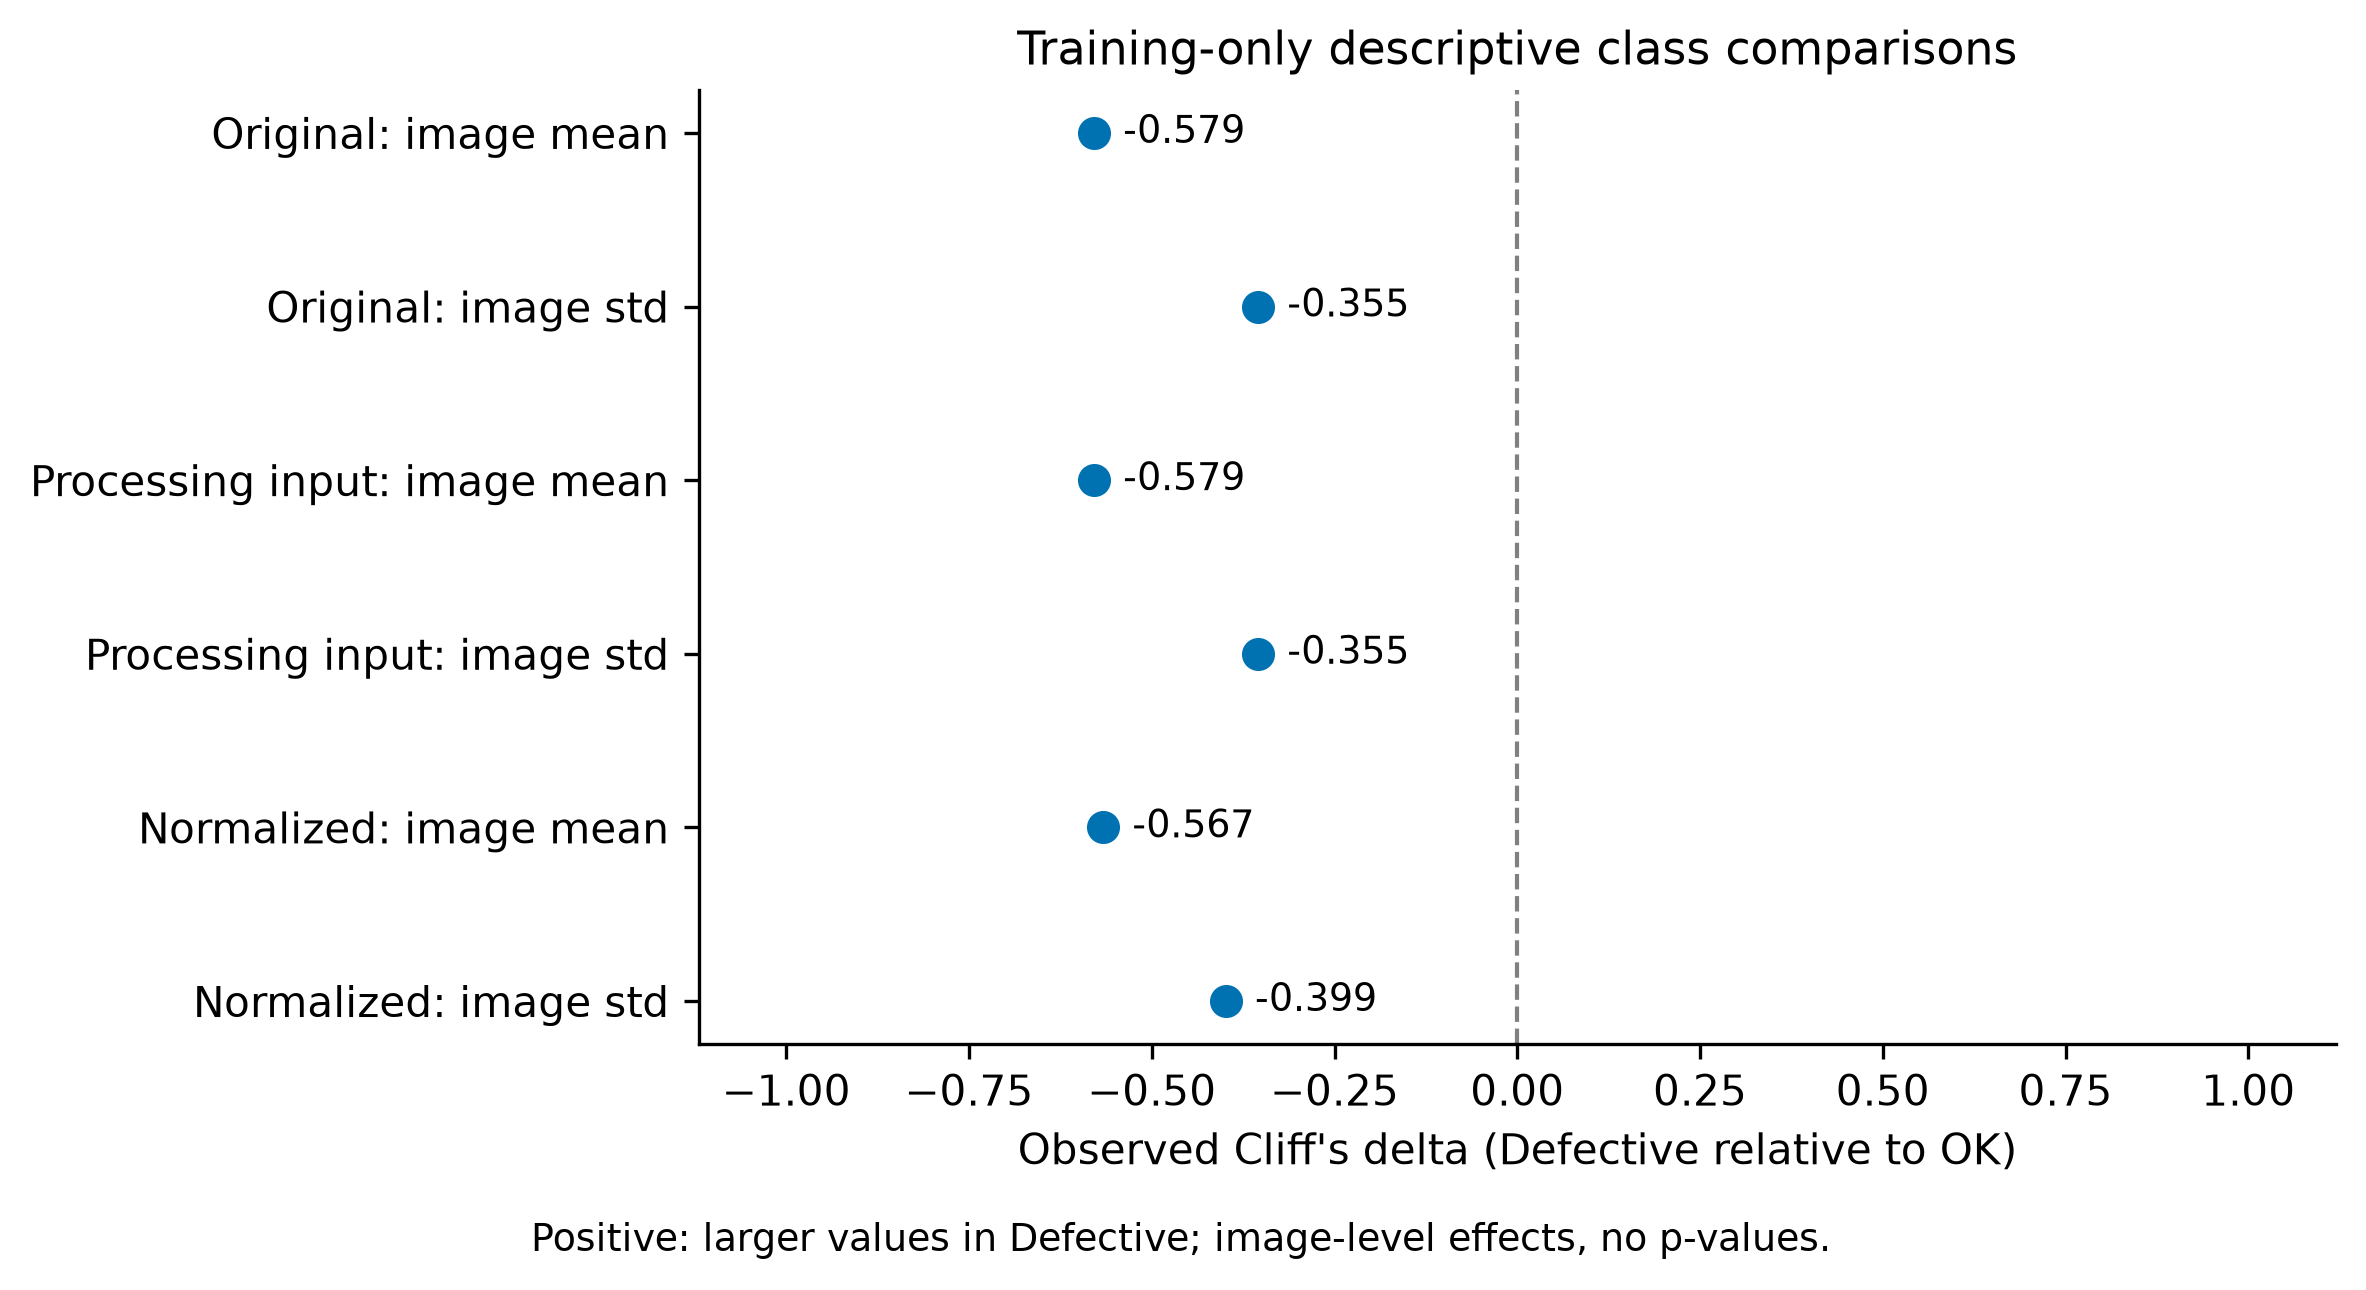 Training-only descriptive class comparisons
Original: image mean
-0.579
Original: image std
-0.355
Processing input: image mean
-0.579
Processing input: image std
-0.355
Normalized: image mean
-0.567
Normalized: image std
-0.399
−1.00 −0.75 −0.50 −0.25 0.00 0.25 0.50 0.75 1.00
Observed Cliff's delta (Defective relative to OK)
Positive: larger values in Defective; image-level effects, no p-values.